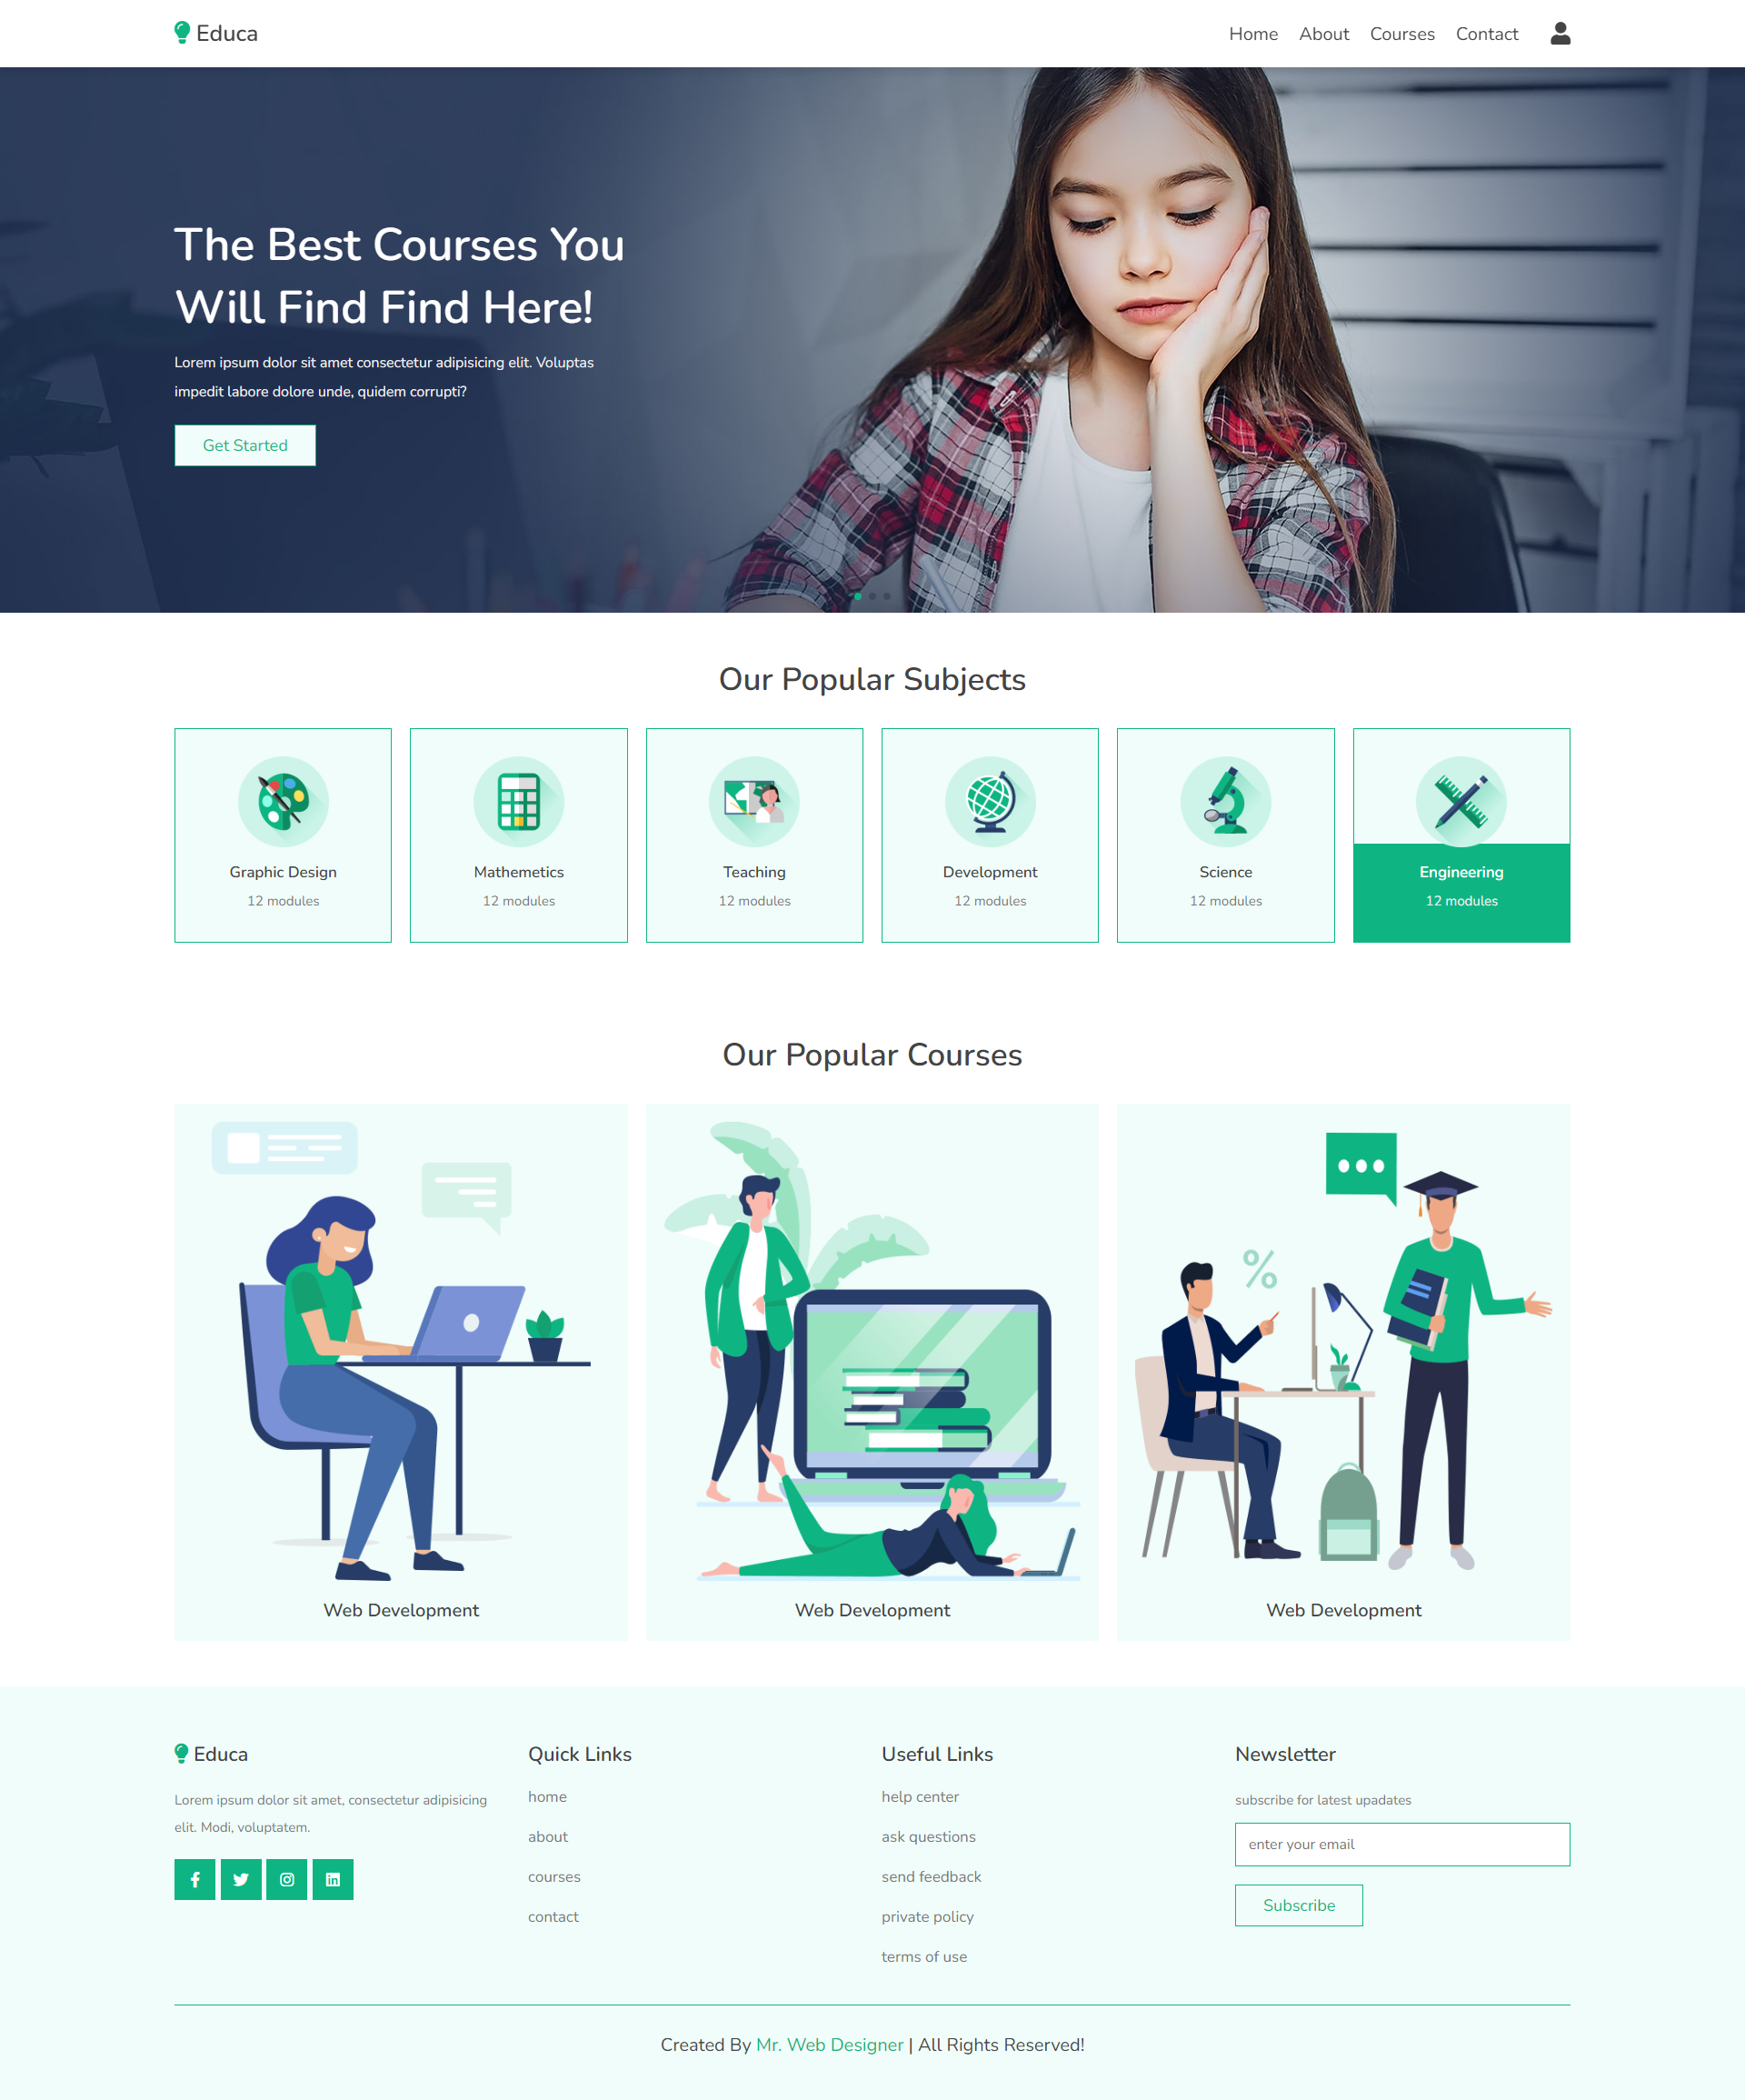 Educa
Home About Courses Contact
The Best Courses You
Will Find Find Here!
Lorem ipsum dolor sit amet consectetur adipisicing elit. Voluptas
impedit labore dolore unde, quidem corrupti?
Get Started
Our Popular Subjects
Graphic Design
12 modules
Mathemetics
12 modules
Teaching
12 modules
Development
12 modules
Science
12 modules
Engineering
12 modules
Our Popular Courses
%
Web Development
Web Development
Web Development
Educa
Lorem ipsum dolor sit amet, consectetur adipisicing
elit. Modi, voluptatem.
Quick Links
home
about
courses
contact
Useful Links
help center
ask questions
send feedback
private policy
terms of use
Newsletter
subscribe for latest upadates
enter your email
Subscribe
Created By Mr. Web Designer | All Rights Reserved!